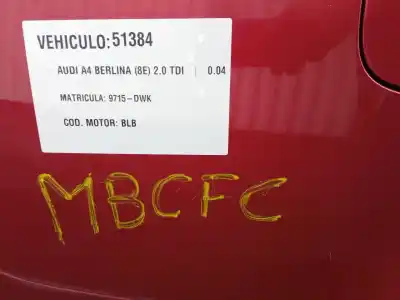 VEHICULO: 51384
AUDI A4 BERLINA (8E) 2.0 TDI | 0.04
MATRICULA: 9715-DWK
COD. MOTOR: BLB
MBCFC